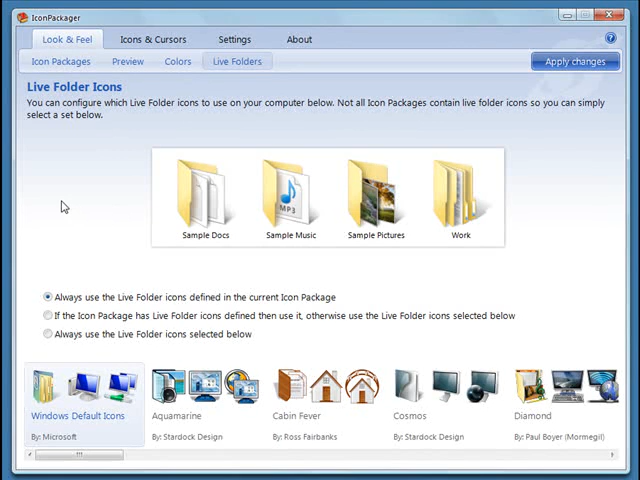 IconPackager
Look & Feel
Icons & Cursors
Settings
About
Icon Packages
Preview
Colors
Live Folders
Apply changes
Live Folder Icons
You can configure which Live Folder icons to use on your computer below. Not all Icon Packages contain live folder icons so you can simply
select a set below.
MP3
Sample Docs
Sample Music
Sample Pictures
Work
Always use the Live Folder icons defined in the current Icon Package
If the Icon Package has Live Folder icons defined then use it, otherwise use the Live Folder icons selected below
Always use the Live Folder icons selected below
Windows Default Icons
Aquamarine
Cabin Fever
Cosmos
Diamond
By: Microsoft
By: Stardock Design
By: Ross Fairbanks
By: Stardock Design
By: Paul Boyer (Mormegil)